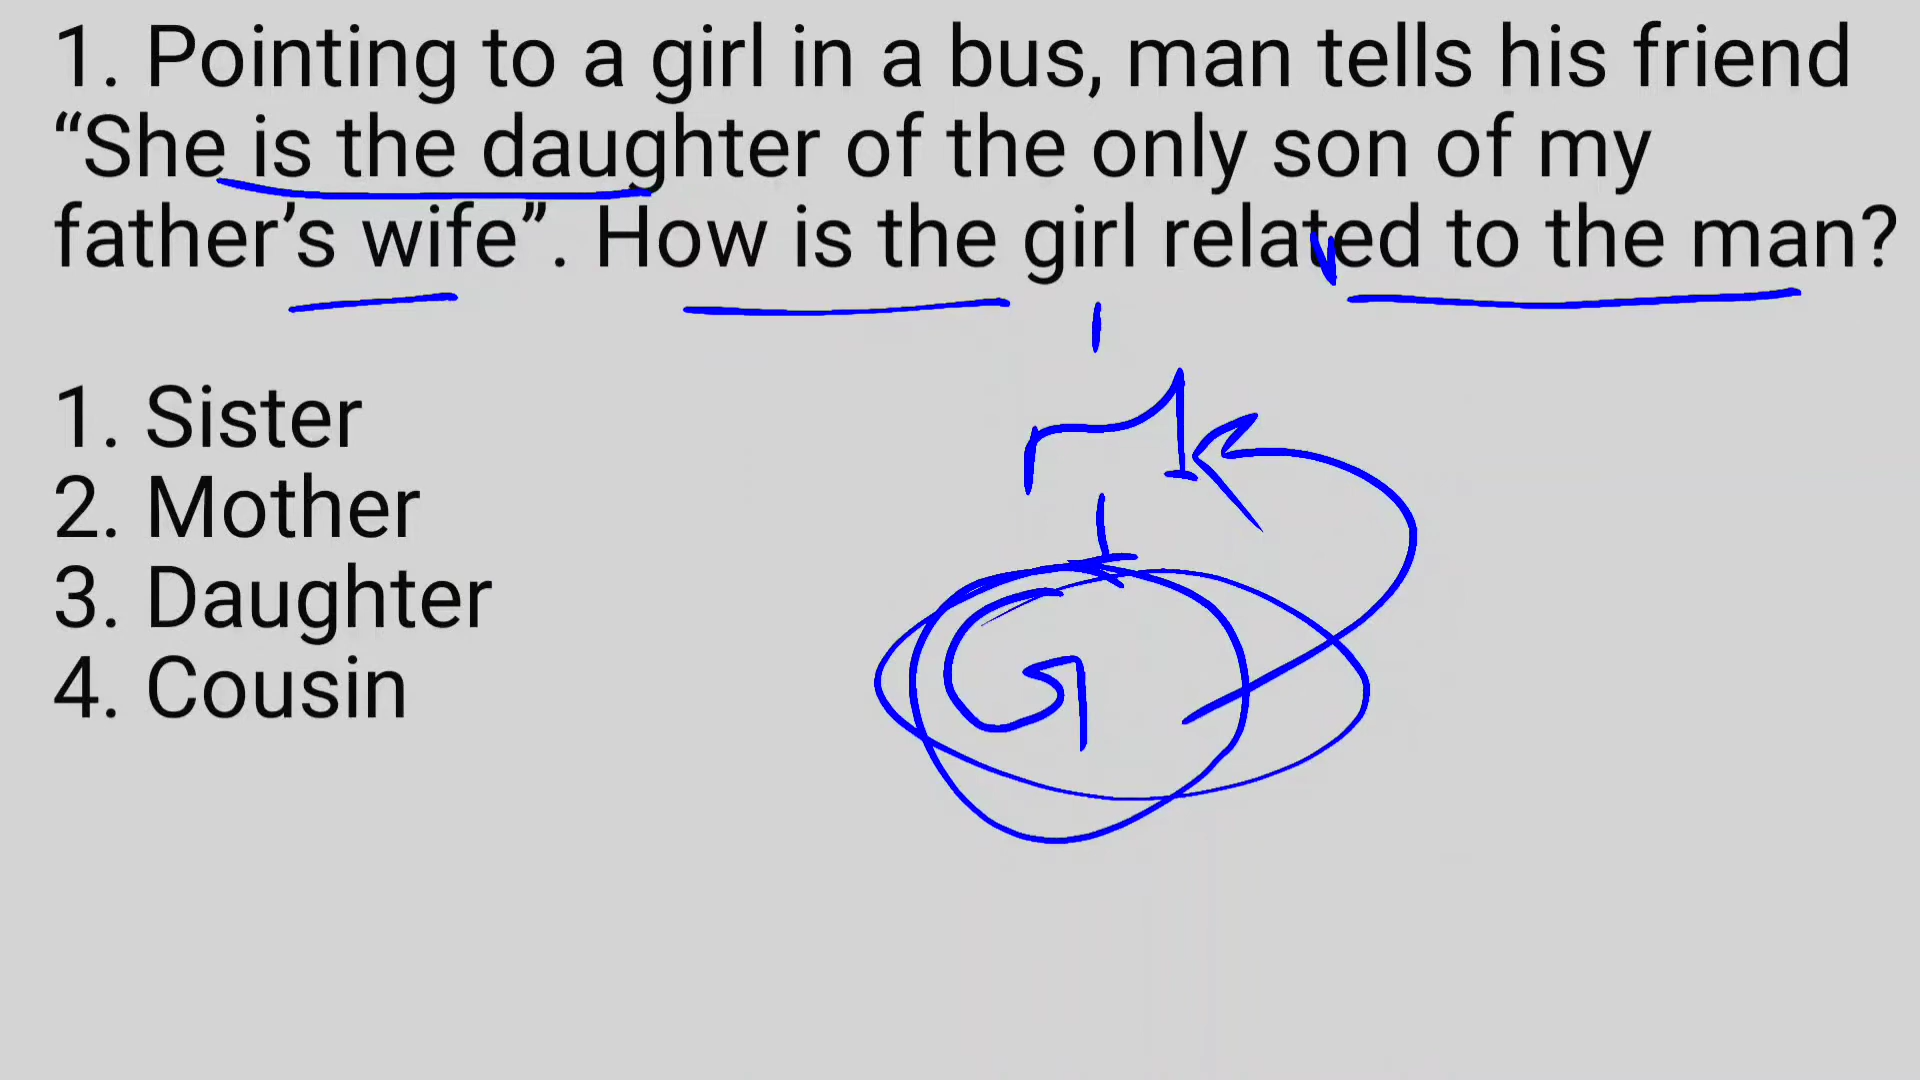 1. Pointing to a girl in a bus, man tells his friend
“She is the daughter of the only son of my
father’s wife”. How is the girl related to the man?
1. Sister
2. Mother
3. Daughter
4. Cousin